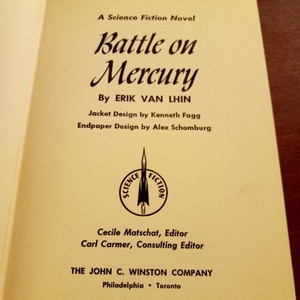 A Science Fiction Novel
Battle on
Mercury
By ERIK VAN LHIN
Jacket Design by Kenneth Fagg
Endpaper Design by Alex Schomburg
SCIENCE FICTION
Cecile Matschat, Editor
Carl Carmer, Consulting Editor
THE JOHN C. WINSTON COMPANY
Philadelphia • Toronto